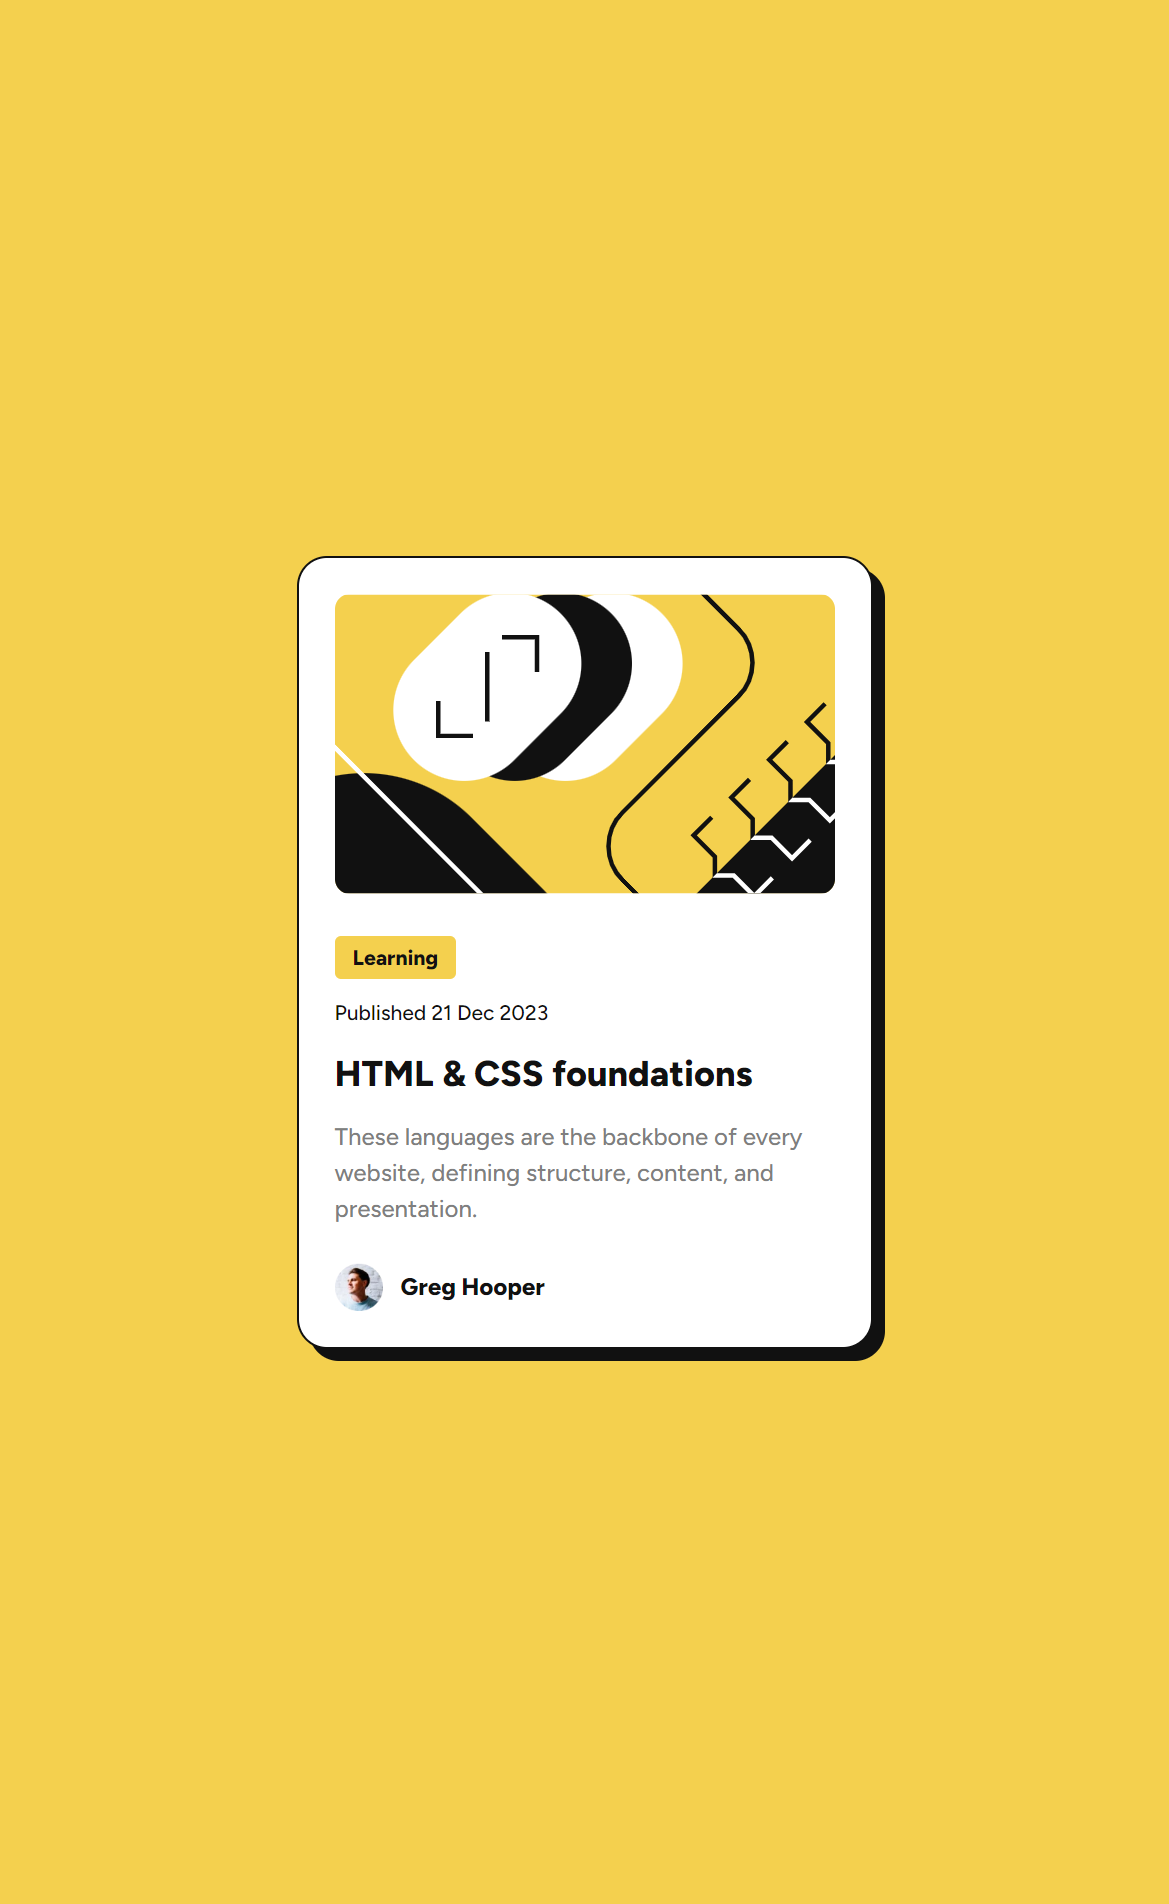 Learning
Published 21 Dec 2023
HTML & CSS foundations
These languages are the backbone of every
website, defining structure, content, and
presentation.
Greg Hooper